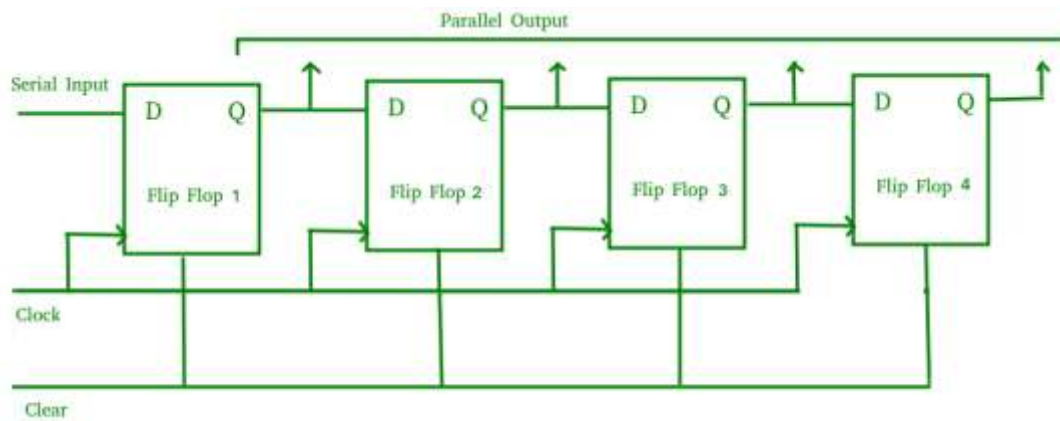 Parallel Output
Serial Input
D Q
D Q
D Q
D Q
Flip Flop 1
Flip Flop 2
Flip Flop 3
Flip Flop 4
Clock
Clear